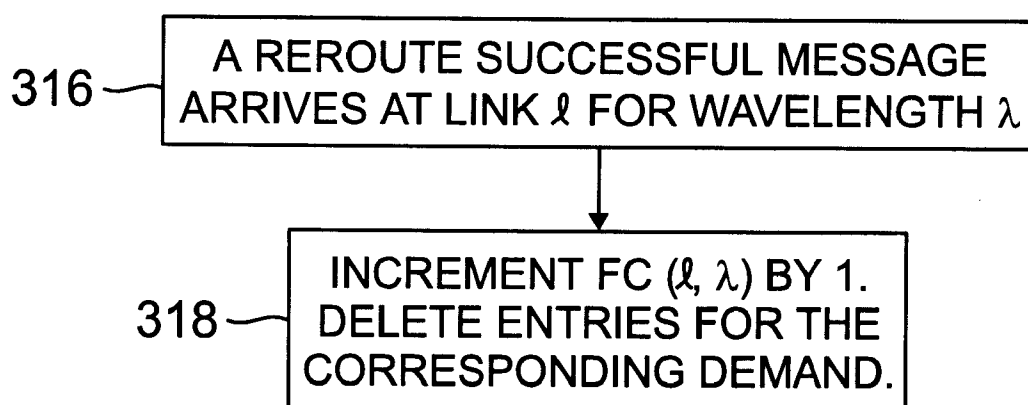 316
A REROUTE SUCCESSFUL MESSAGE
ARRIVES AT LINK ℓ FOR WAVELENGTH λ
318
INCREMENT FC (ℓ, λ) BY 1.
DELETE ENTRIES FOR THE
CORRESPONDING DEMAND.